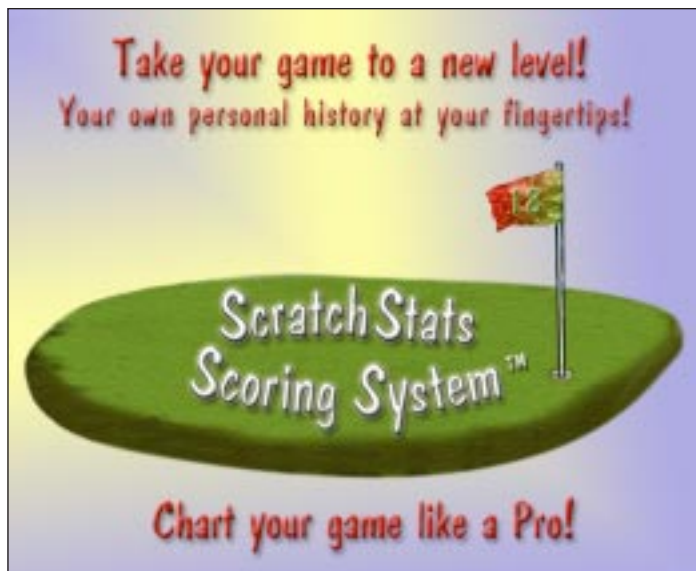 Take your game to a new level!
Your own personal history at your fingertips!
Scratch Stats
Scoring System™
Chart your game like a Pro!